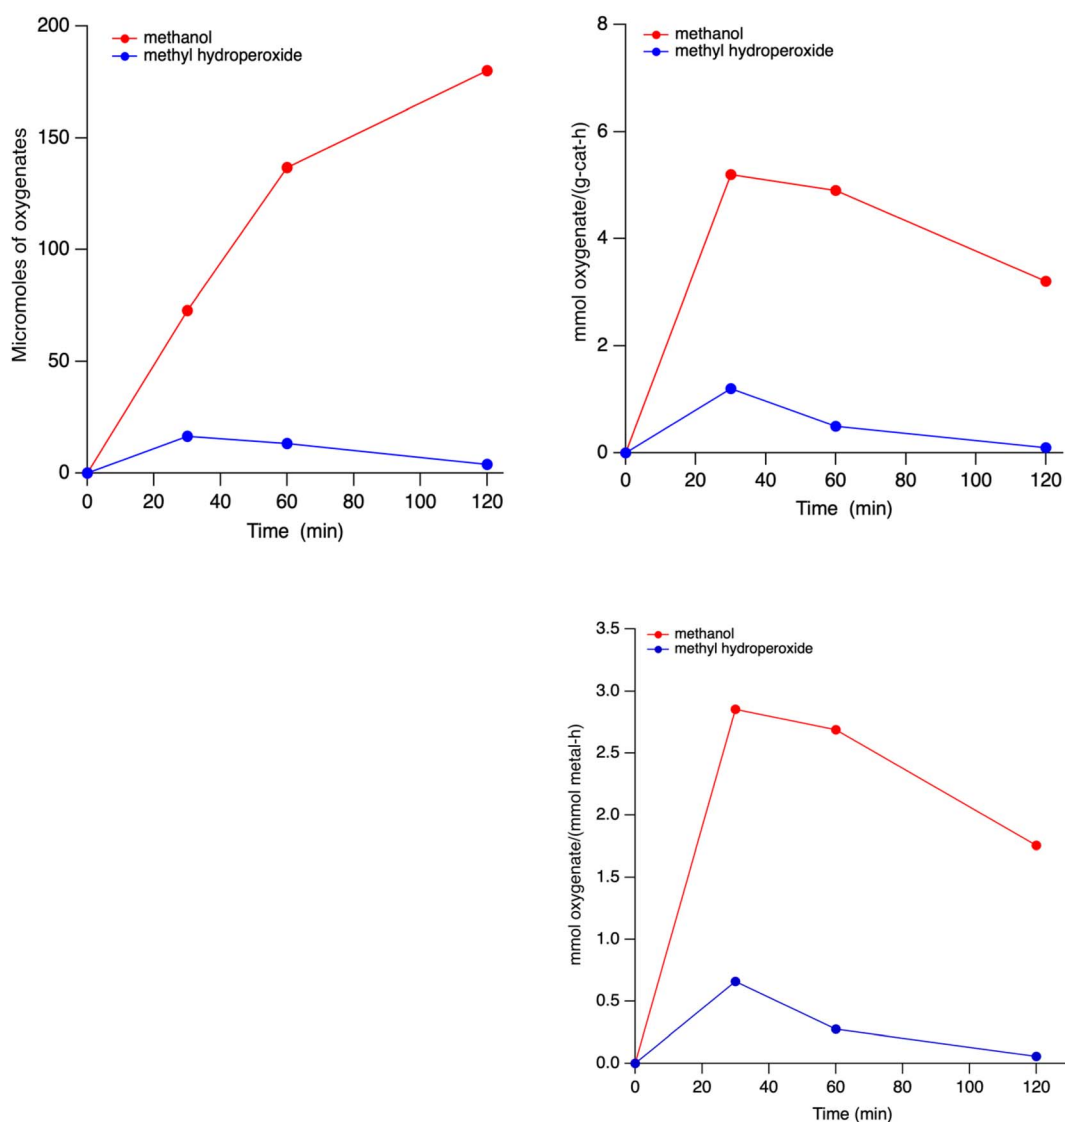 200
150
100
50
0
Micromoles of oxygenates
methanol
methyl hydroperoxide
0 20 40 60 80 100 120
Time (min)
8
6
4
2
0
mmol oxygenate/(g-cat-h)
methanol
methyl hydroperoxide
0 20 40 60 80 100 120
Time (min)
3.5
3.0
2.5
2.0
1.5
1.0
0.5
0.0
mmol oxygenate/(mmol metal-h)
methanol
methyl hydroperoxide
0 20 40 60 80 100 120
Time (min)